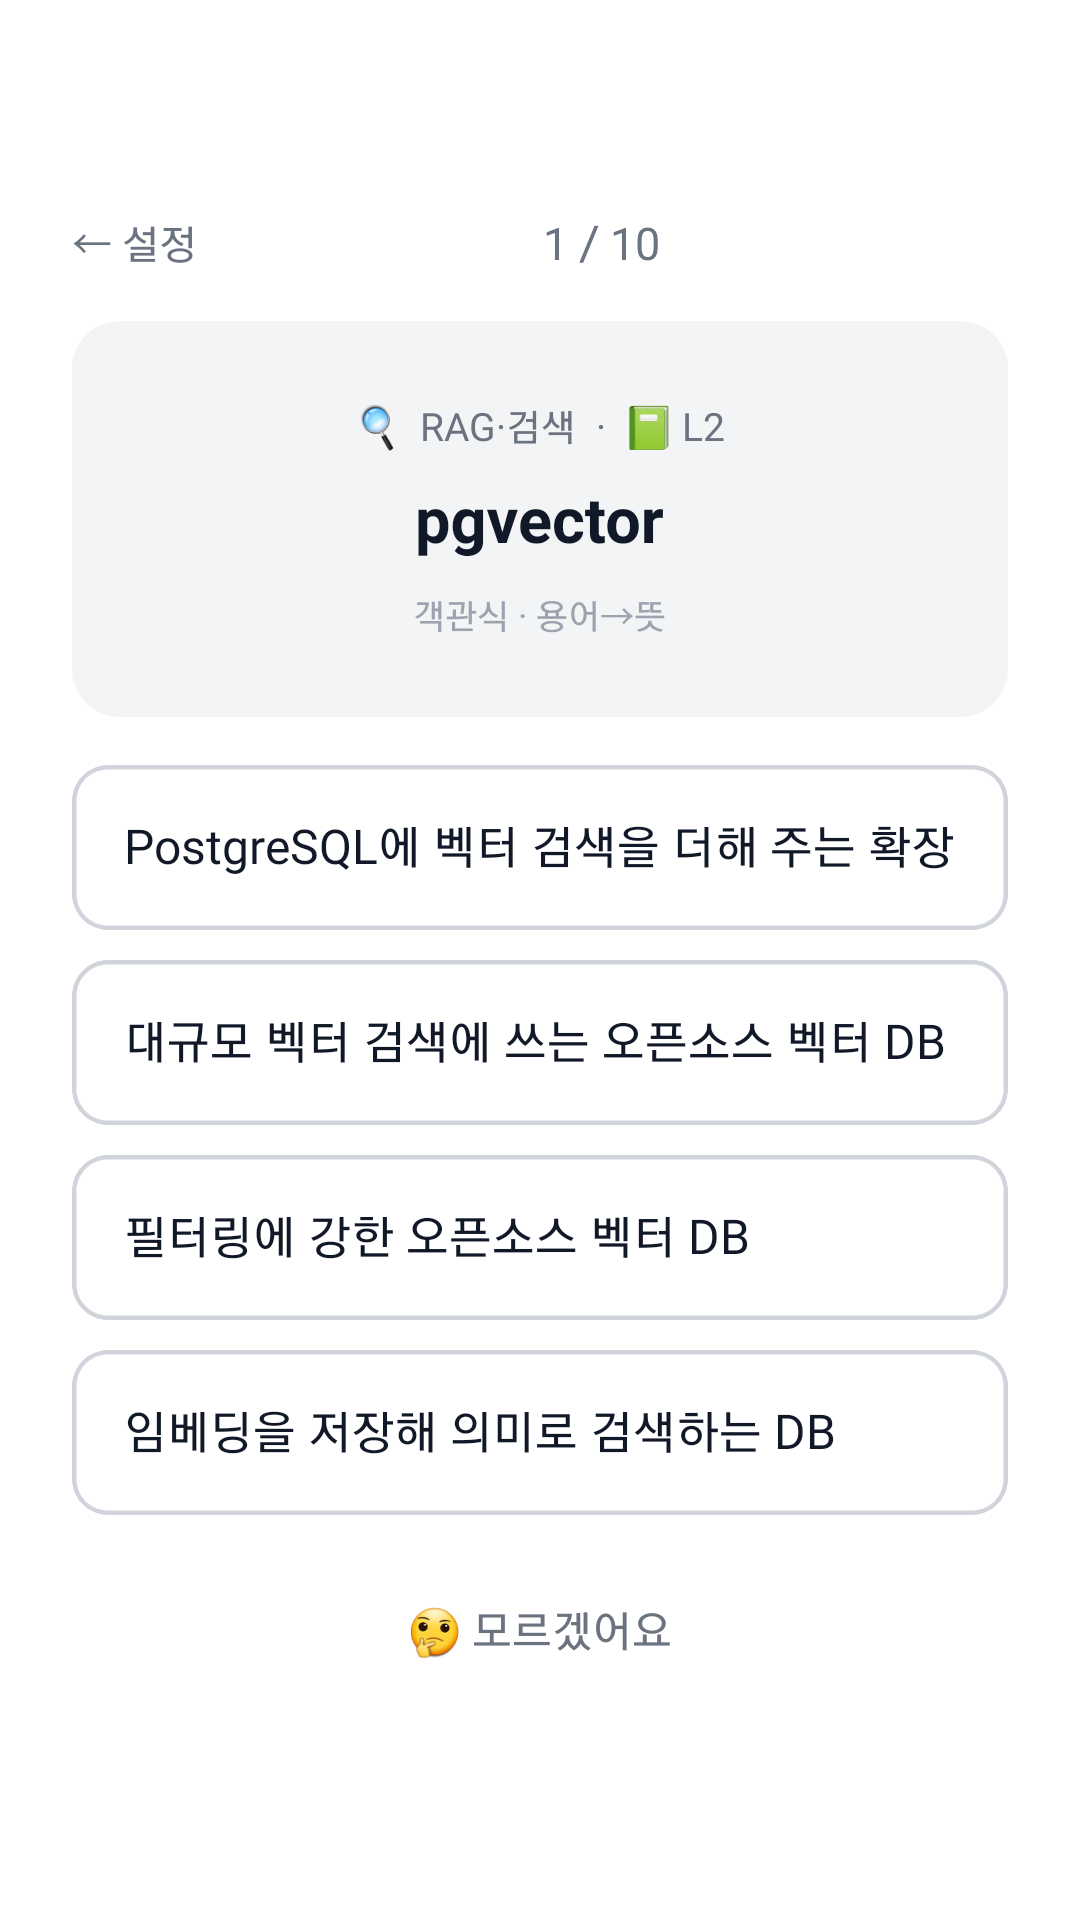 ← 설정
1 / 10
🔍 RAG·검색 · 📗 L2
pgvector
객관식 · 용어→뜻
PostgreSQL에 벡터 검색을 더해 주는 확장
대규모 벡터 검색에 쓰는 오픈소스 벡터 DB
필터링에 강한 오픈소스 벡터 DB
임베딩을 저장해 의미로 검색하는 DB
🤔 모르겠어요